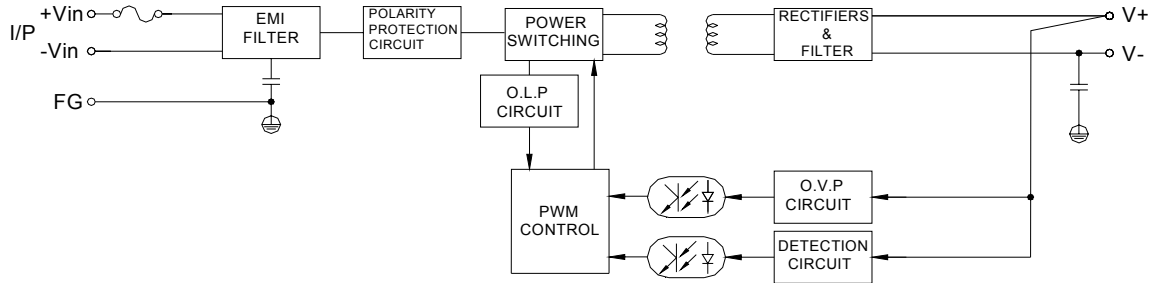 +Vin
I/P
-Vin
FG
EMI
FILTER
POLARITY
PROTECTION
CIRCUIT
POWER
SWITCHING
RECTIFIERS
&
FILTER
V+
V-
O.L.P
CIRCUIT
PWM
CONTROL
O.V.P
CIRCUIT
DETECTION
CIRCUIT